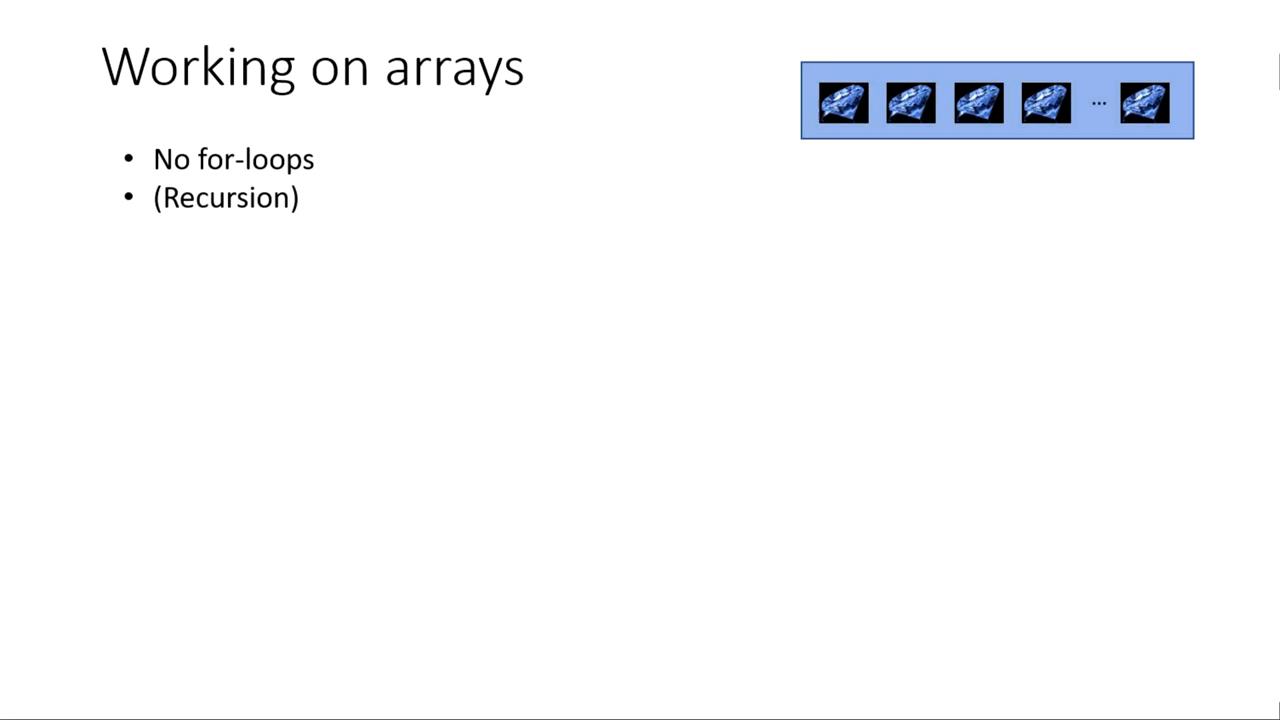 Working on arrays
• No for-loops
• (Recursion)
...